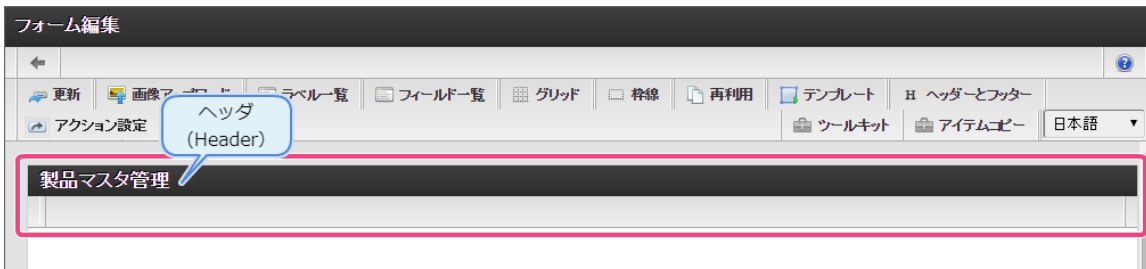 フォーム編集
更新 画像アップロード ラベル一覧 フィールド一覧 グリッド 枠線 再利用 テンプレート H ヘッダーとフッター
アクション設定 ツールキット アイテムコピー 日本語
ヘッダ
(Header)
製品マスタ管理